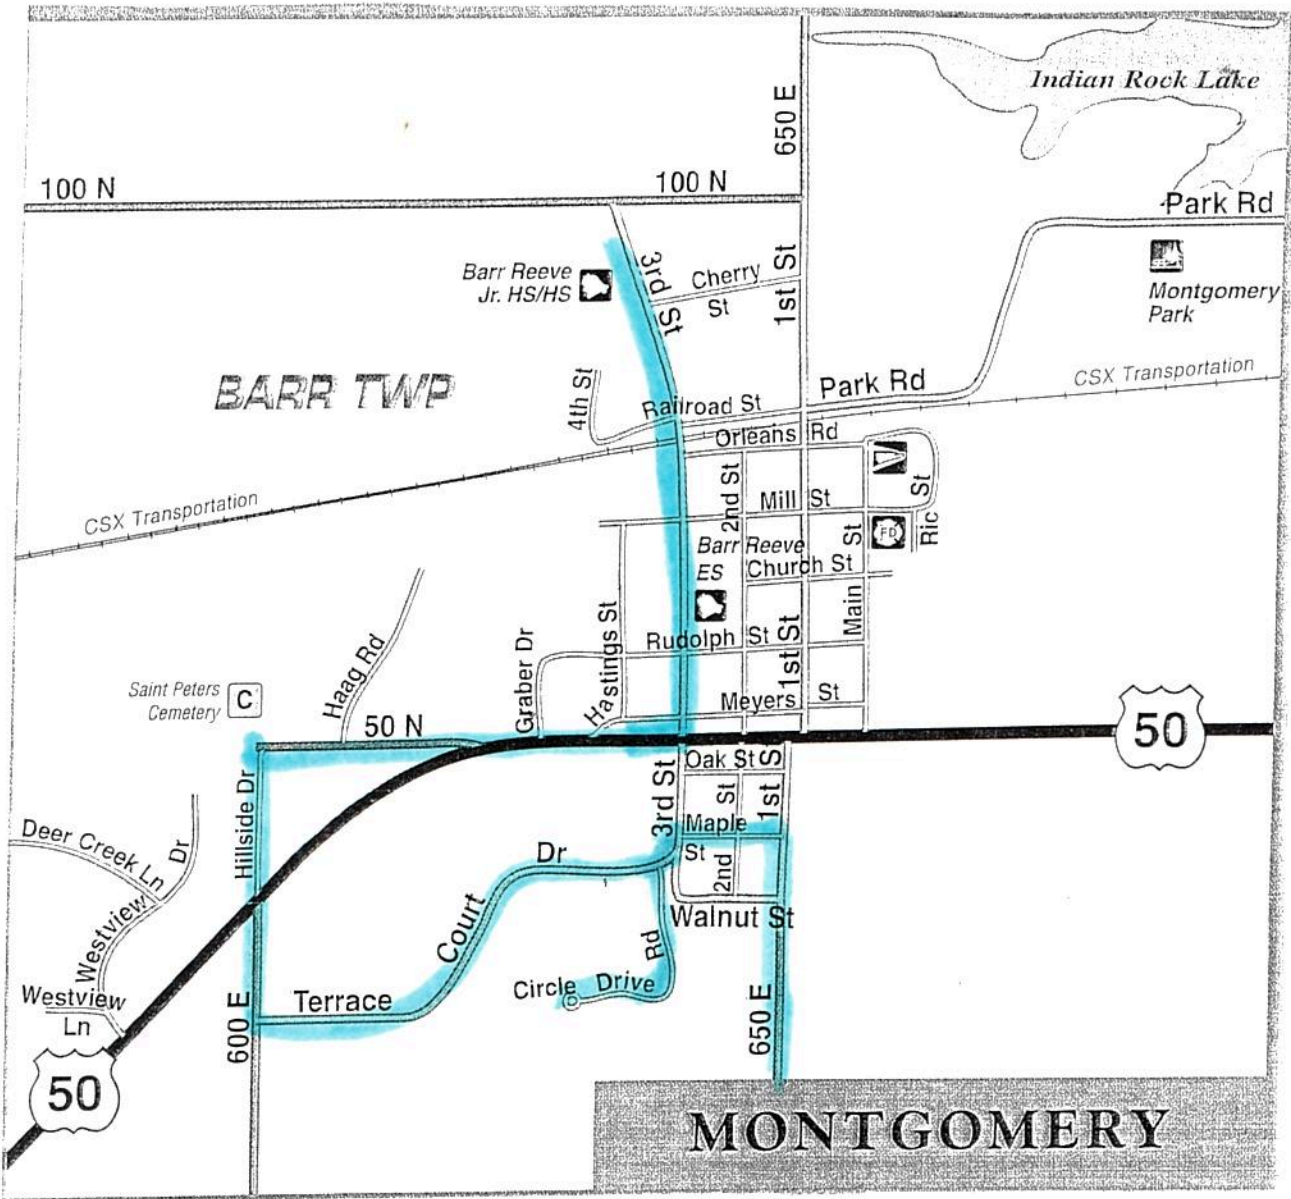 Indian Rock Lake
650 E
100 N
100 N
Park Rd
Barr Reeve
Jr. HS/HS
3rd St
Cherry
St
1st St
Montgomery
Park
BARR TWP
4th St
Railroad St
Park Rd
CSX Transportation
Orleans Rd
2nd St
Mill St
CSX Transportation
St
FD
Ric St
Barr Reeve
ES
Church St
Main
Hastings St
Rudolph St
1st St
Graber Dr
Haag Rd
Saint Peters
Cemetery
C
Meyers St
50 N
50
Oak St
1st St
3rd St
St
Hillside Dr
Maple
St
Deer Creek Ln
Dr
Dr
2nd
Westview
Court
Walnut St
Rd
Westview
Ln
Terrace
Circle Drive
600 E
650 E
50
MONTGOMERY